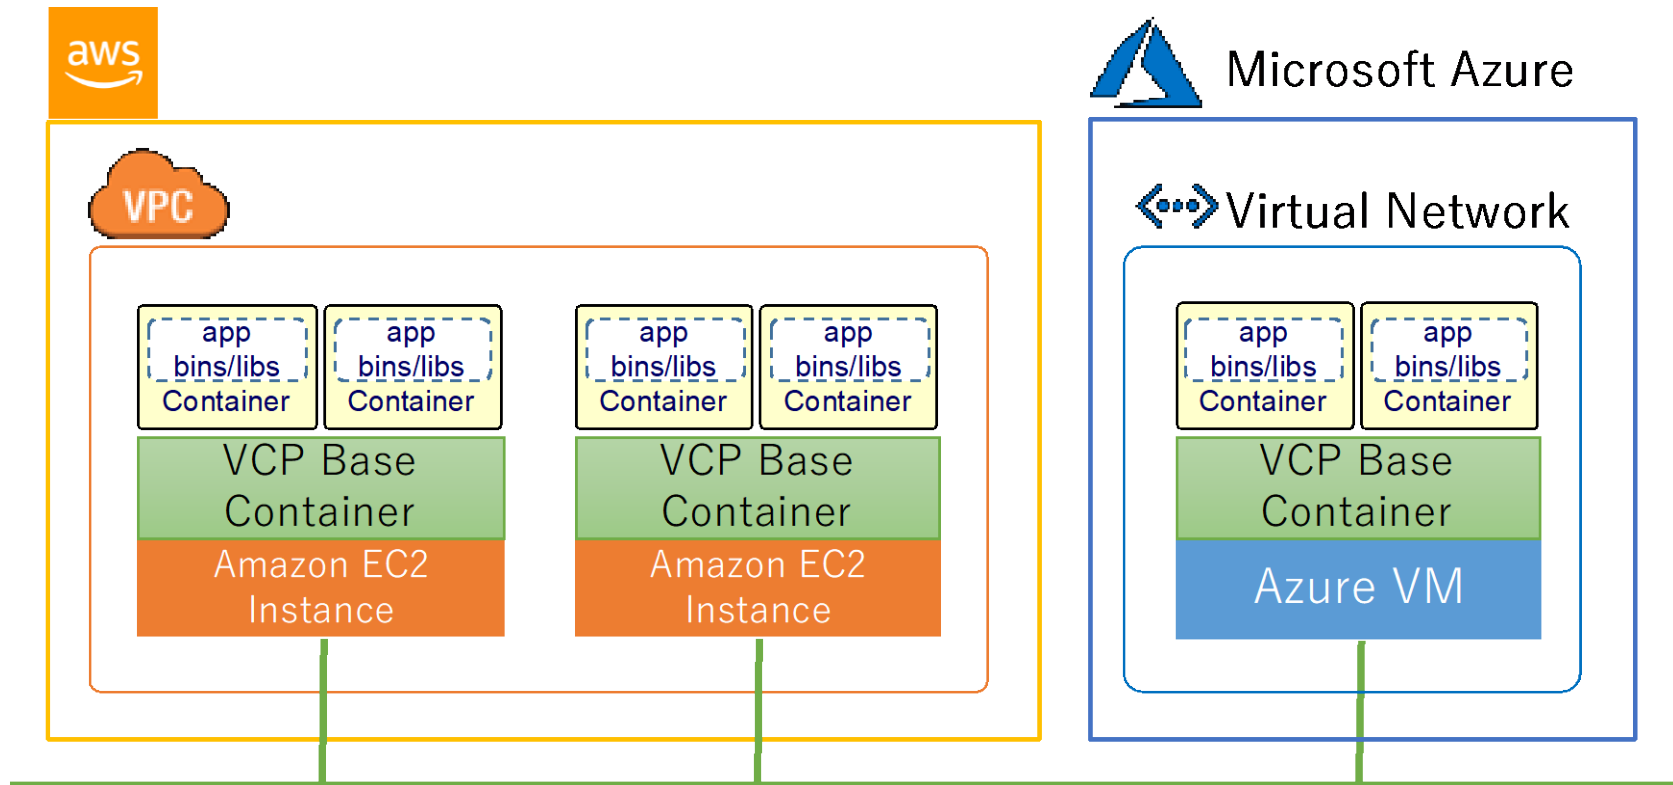 aws
Microsoft Azure
VPC
Virtual Network
app
bins/libs
Container
app
bins/libs
Container
app
bins/libs
Container
app
bins/libs
Container
app
bins/libs
Container
app
bins/libs
Container
VCP Base
Container
VCP Base
Container
VCP Base
Container
Amazon EC2
Instance
Amazon EC2
Instance
Azure VM